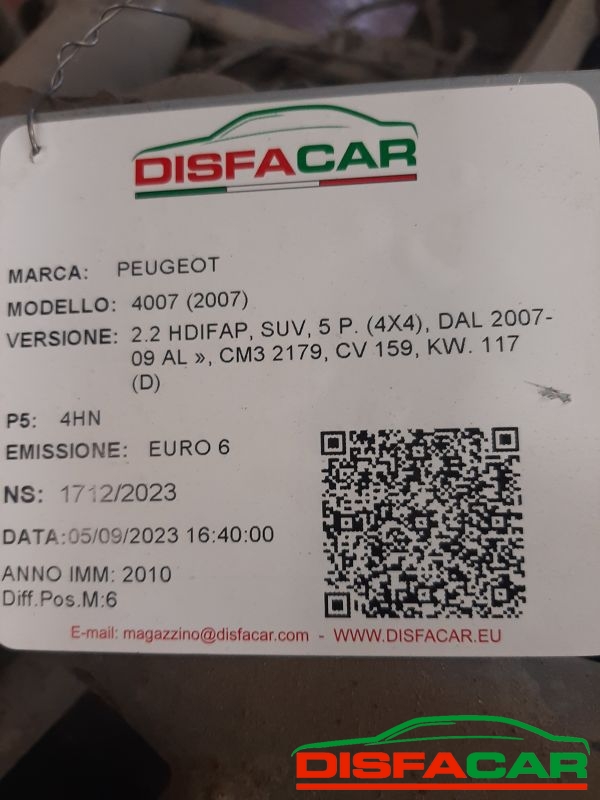 DISFACAR
MARCA: PEUGEOT
MODELLO: 4007 (2007)
VERSIONE: 2.2 HDIFAP, SUV, 5 P. (4X4), DAL 2007-
09 AL », CM3 2179, CV 159, KW. 117
(D)
P5: 4HN
EMISSIONE: EURO 6
NS: 1712/2023
DATA:05/09/2023 16:40:00
ANNO IMM: 2010
Diff.Pos.M:6
E-mail: magazzino@disfacar.com - WWW.DISFACAR.EU
DISFACAR